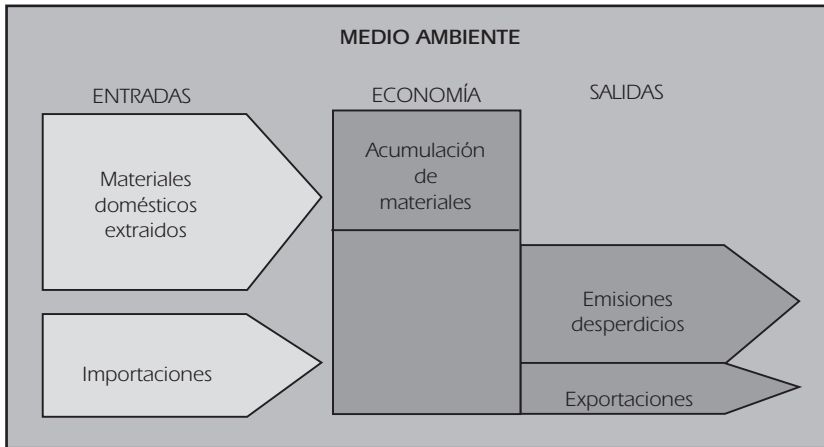 MEDIO AMBIENTE
ENTRADAS
ECONOMÍA
SALIDAS
Materiales
domésticos
extraidos
Acumulación
de
materiales
Emisiones
desperdicios
Importaciones
Exportaciones